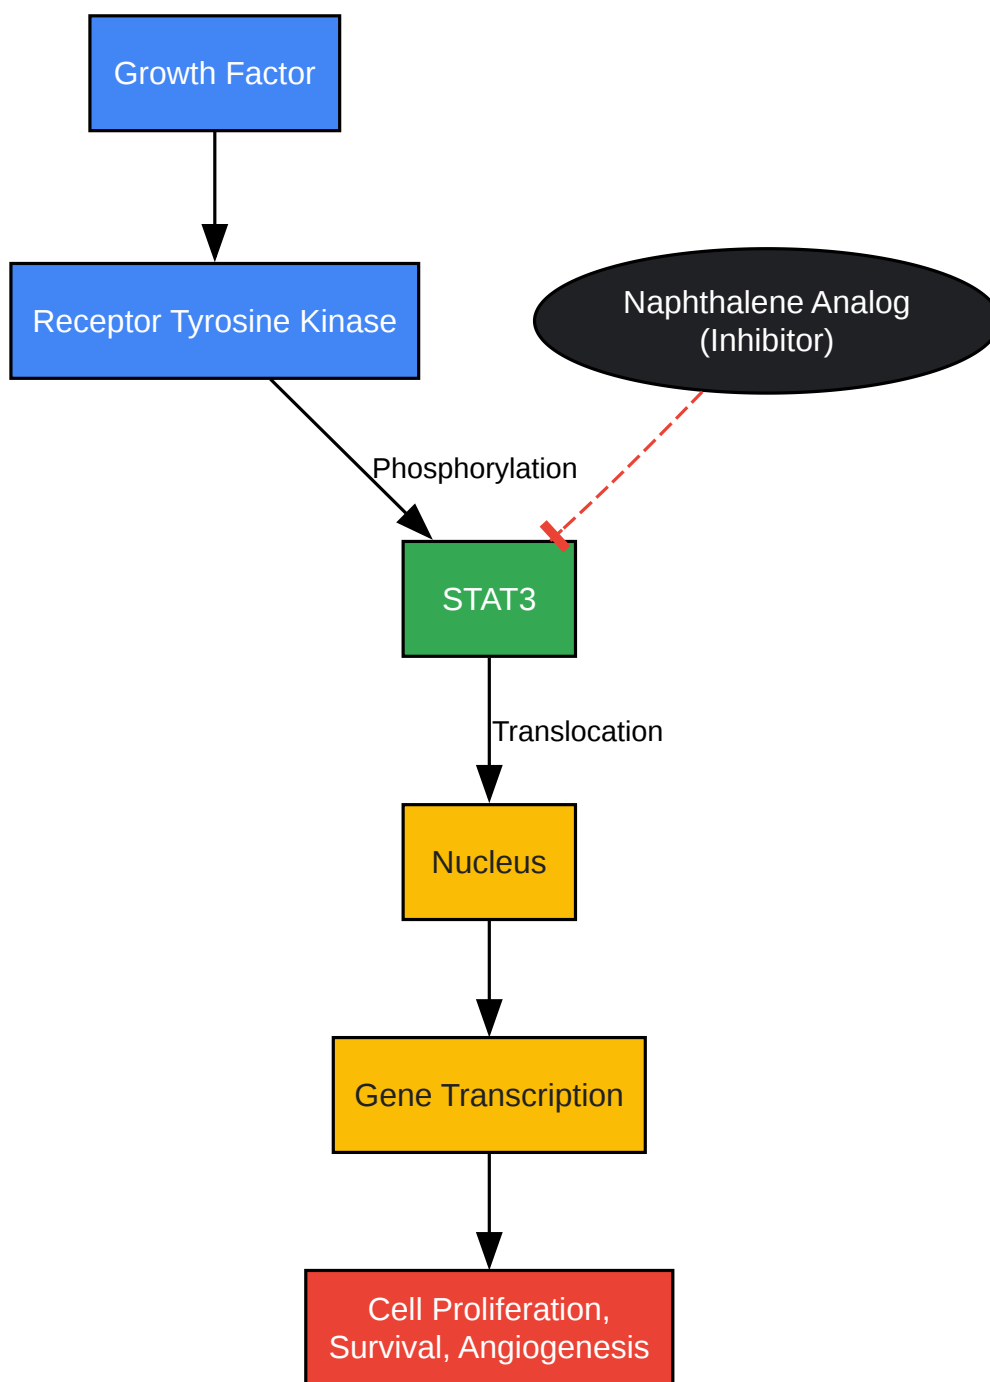 Growth Factor
Receptor Tyrosine Kinase
Naphthalene Analog
(Inhibitor)
Phosphorylation
STAT3
Translocation
Nucleus
Gene Transcription
Cell Proliferation,
Survival, Angiogenesis